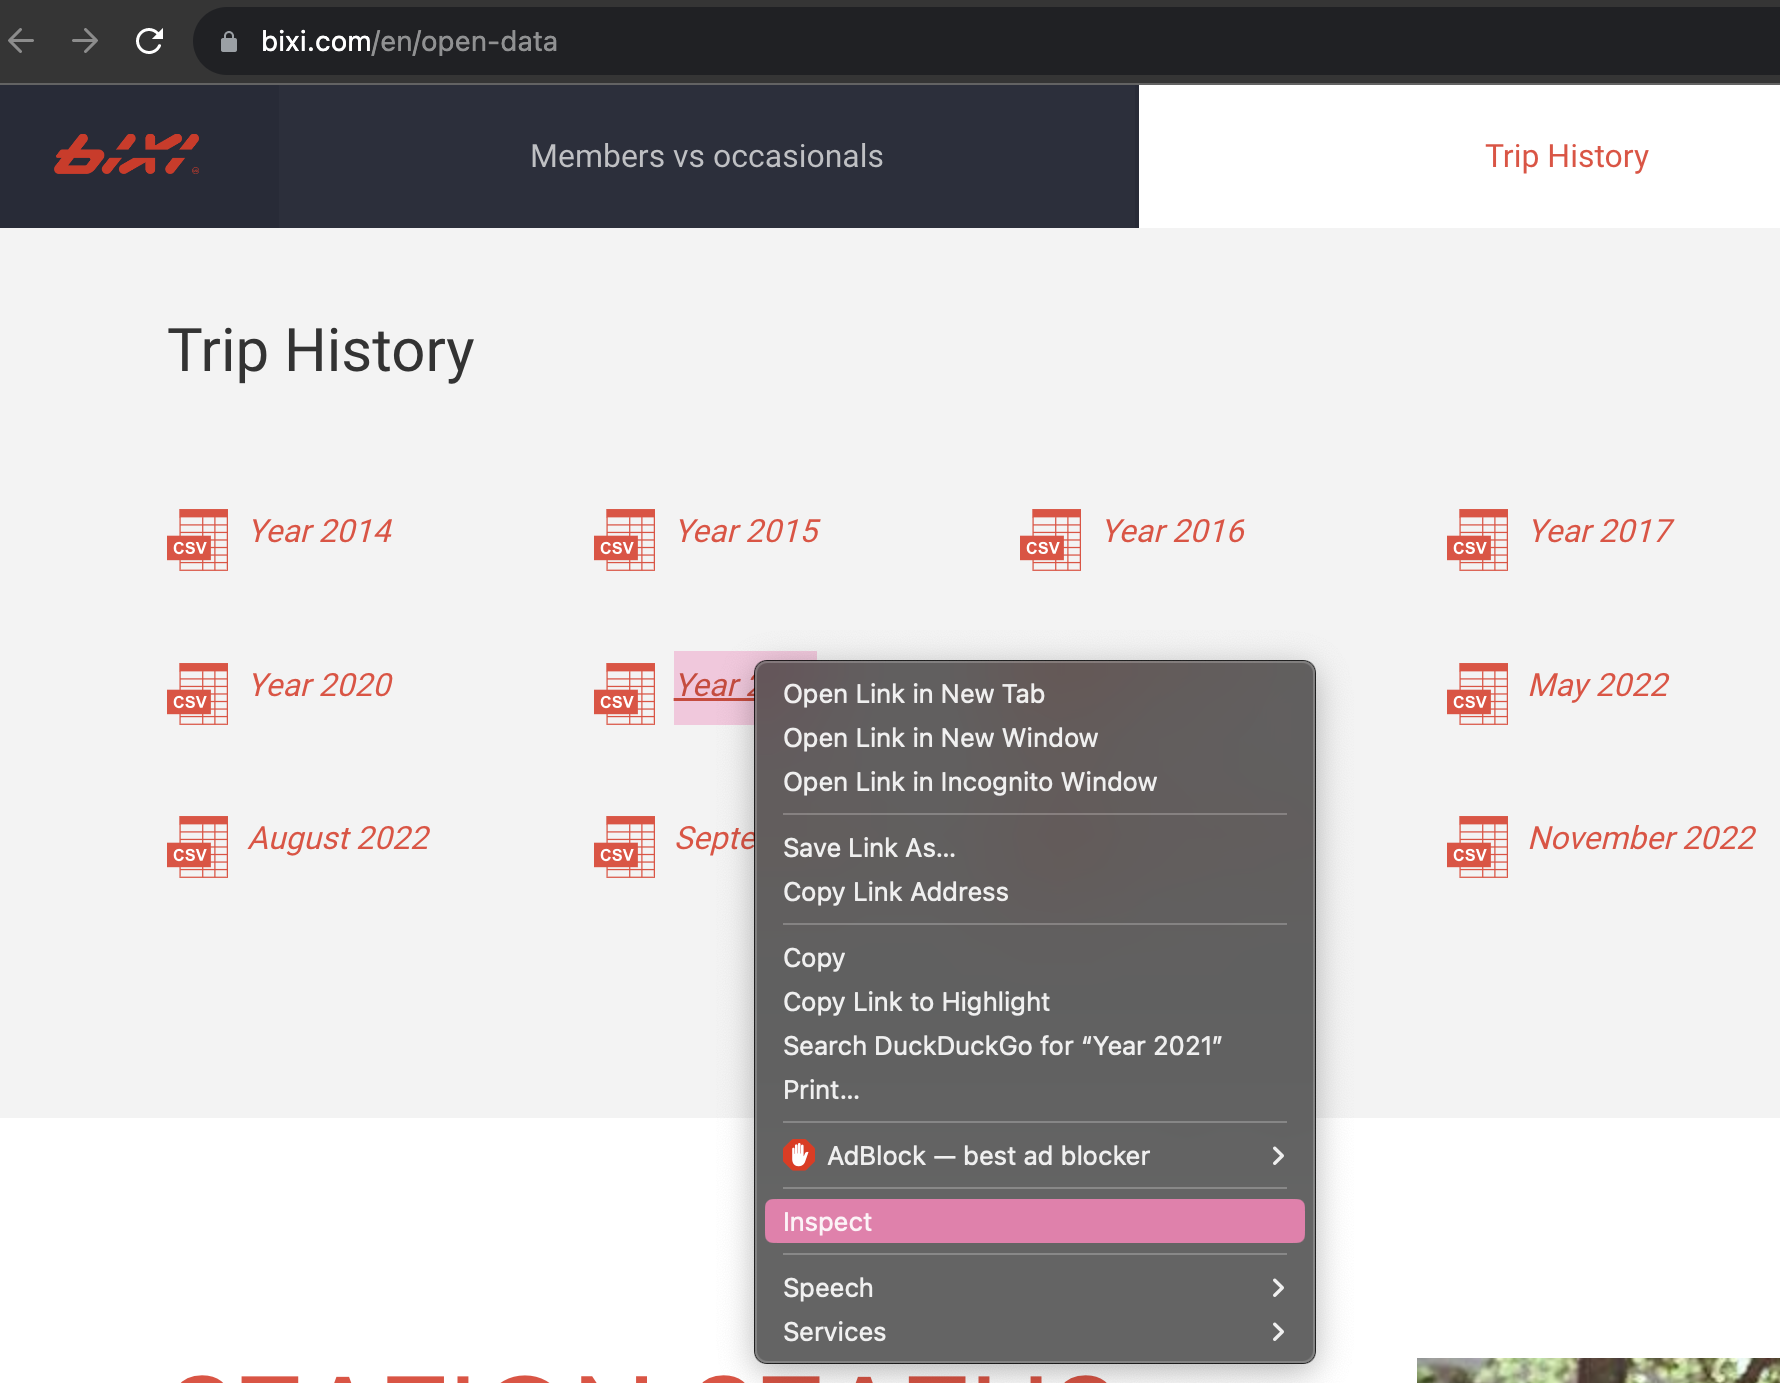 bixi.com/en/open-data
bixi
Members vs occasionals
Trip History
Trip History
CSV Year 2014
CSV Year 2015
CSV Year 2016
CSV Year 2017
CSV Year 2020
CSV Year 2
CSV May 2022
CSV August 2022
CSV Septe
CSV November 2022
Open Link in New Tab
Open Link in New Window
Open Link in Incognito Window
Save Link As...
Copy Link Address
Copy
Copy Link to Highlight
Search DuckDuckGo for “Year 2021”
Print...
AdBlock — best ad blocker
Inspect
Speech
Services
STATION STATUS